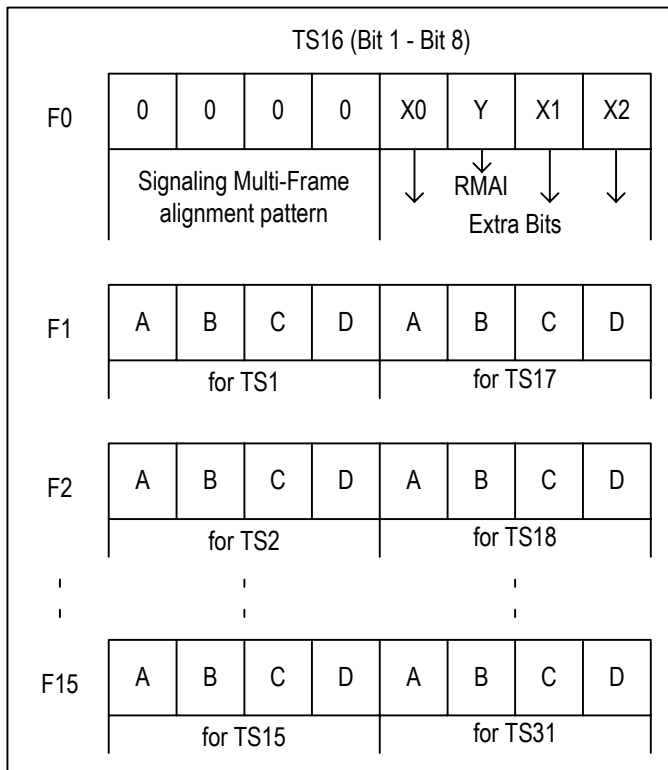 TS16 (Bit 1 - Bit 8)
F0 0 0 0 0 X0 Y X1 X2
Signaling Multi-Frame
alignment pattern
RMAI
Extra Bits
F1 A B C D A B C D
for TS1 for TS17
F2 A B C D A B C D
for TS2 for TS18
F15 A B C D A B C D
for TS15 for TS31